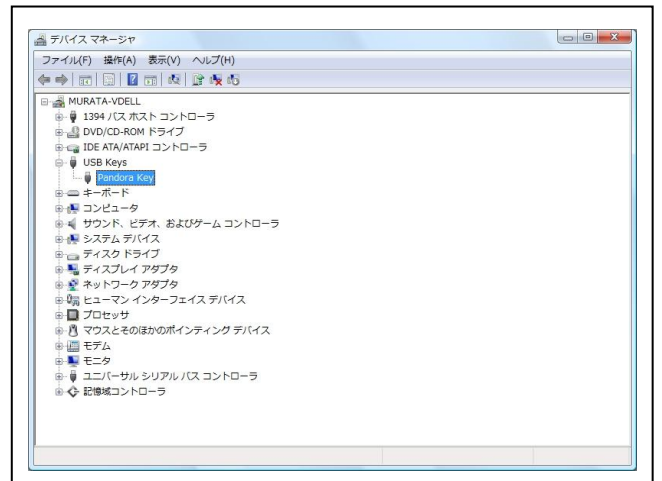 デバイス マネージャ
ファイル(F) 操作(A) 表示(V) ヘルプ(H)
MURATA-VDELL
1394 バス ホスト コントローラ
DVD/CD-ROM ドライブ
IDE ATA/ATAPI コントローラ
USB Keys
Pandora Key
キーボード
コンピュータ
サウンド、ビデオ、およびゲーム コントローラ
システム デバイス
ディスク ドライブ
ディスプレイ アダプタ
ネットワーク アダプタ
ヒューマン インターフェイス デバイス
プロセッサ
マウスとそのほかのポインティング デバイス
モデム
モニタ
ユニバーサル シリアル バス コントローラ
記憶域コントローラ